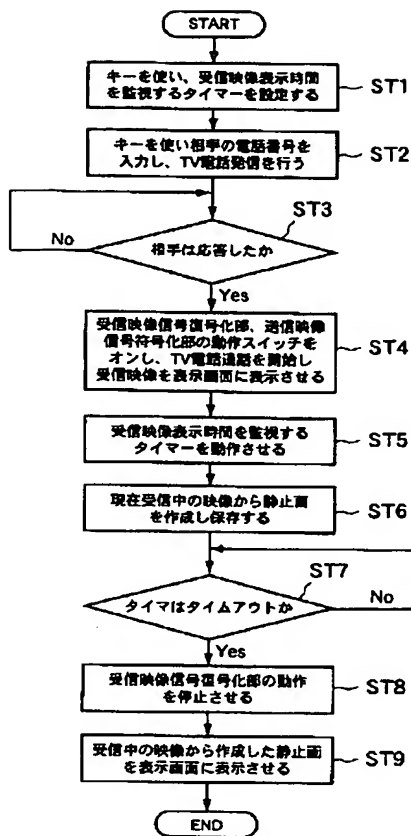 START
キーを使い、受信映像表示時間
を監視するタイマーを設定する
ST1
キーを使い相手の電話番号を
入力し、TV電話発信を行う
ST2
ST3
相手は応答したか
No
Yes
受信映像信号復号化部、送信映像
信号符号化部の動作スイッチを
オンし、TV電話通話を開始し
受信映像を表示画面に表示させる
ST4
受信映像表示時間を監視する
タイマーを動作させる
ST5
現在受信中の映像から静止画
を作成し保存する
ST6
ST7
タイマはタイムアウトか
No
Yes
受信映像信号復号化部の動作
を停止させる
ST8
受信中の映像から作成した静止画
を表示画面に表示させる
ST9
END